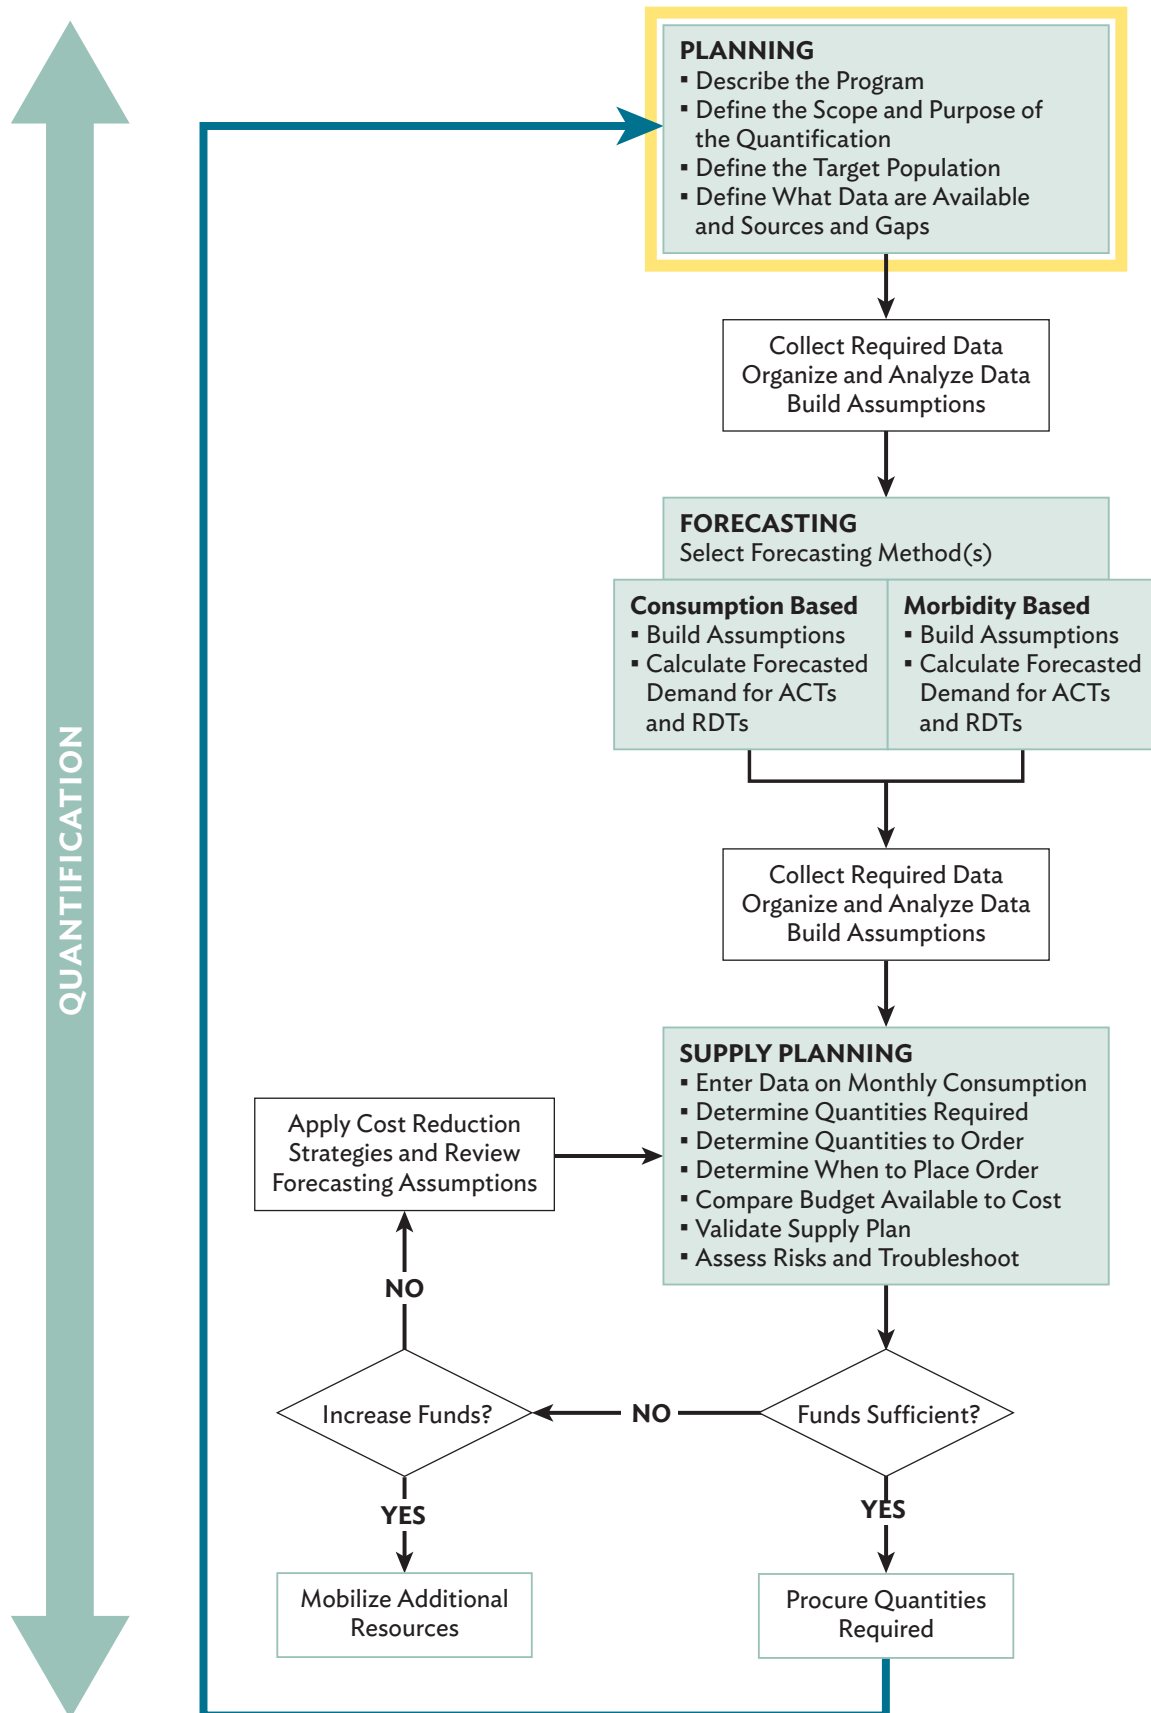 PLANNING
▪ Describe the Program
▪ Define the Scope and Purpose of
the Quantification
▪ Define the Target Population
▪ Define What Data are Available
and Sources and Gaps
Collect Required Data
Organize and Analyze Data
Build Assumptions
FORECASTING
Select Forecasting Method(s)
Consumption Based
▪ Build Assumptions
▪ Calculate Forecasted
Demand for ACTs
and RDTs
Morbidity Based
▪ Build Assumptions
▪ Calculate Forecasted
Demand for ACTs
and RDTs
QUANTIFICATION
Collect Required Data
Organize and Analyze Data
Build Assumptions
SUPPLY PLANNING
▪ Enter Data on Monthly Consumption
▪ Determine Quantities Required
▪ Determine Quantities to Order
▪ Determine When to Place Order
▪ Compare Budget Available to Cost
▪ Validate Supply Plan
▪ Assess Risks and Troubleshoot
Apply Cost Reduction
Strategies and Review
Forecasting Assumptions
NO
Increase Funds?
NO
Funds Sufficient?
YES
YES
Mobilize Additional
Resources
Procure Quantities
Required